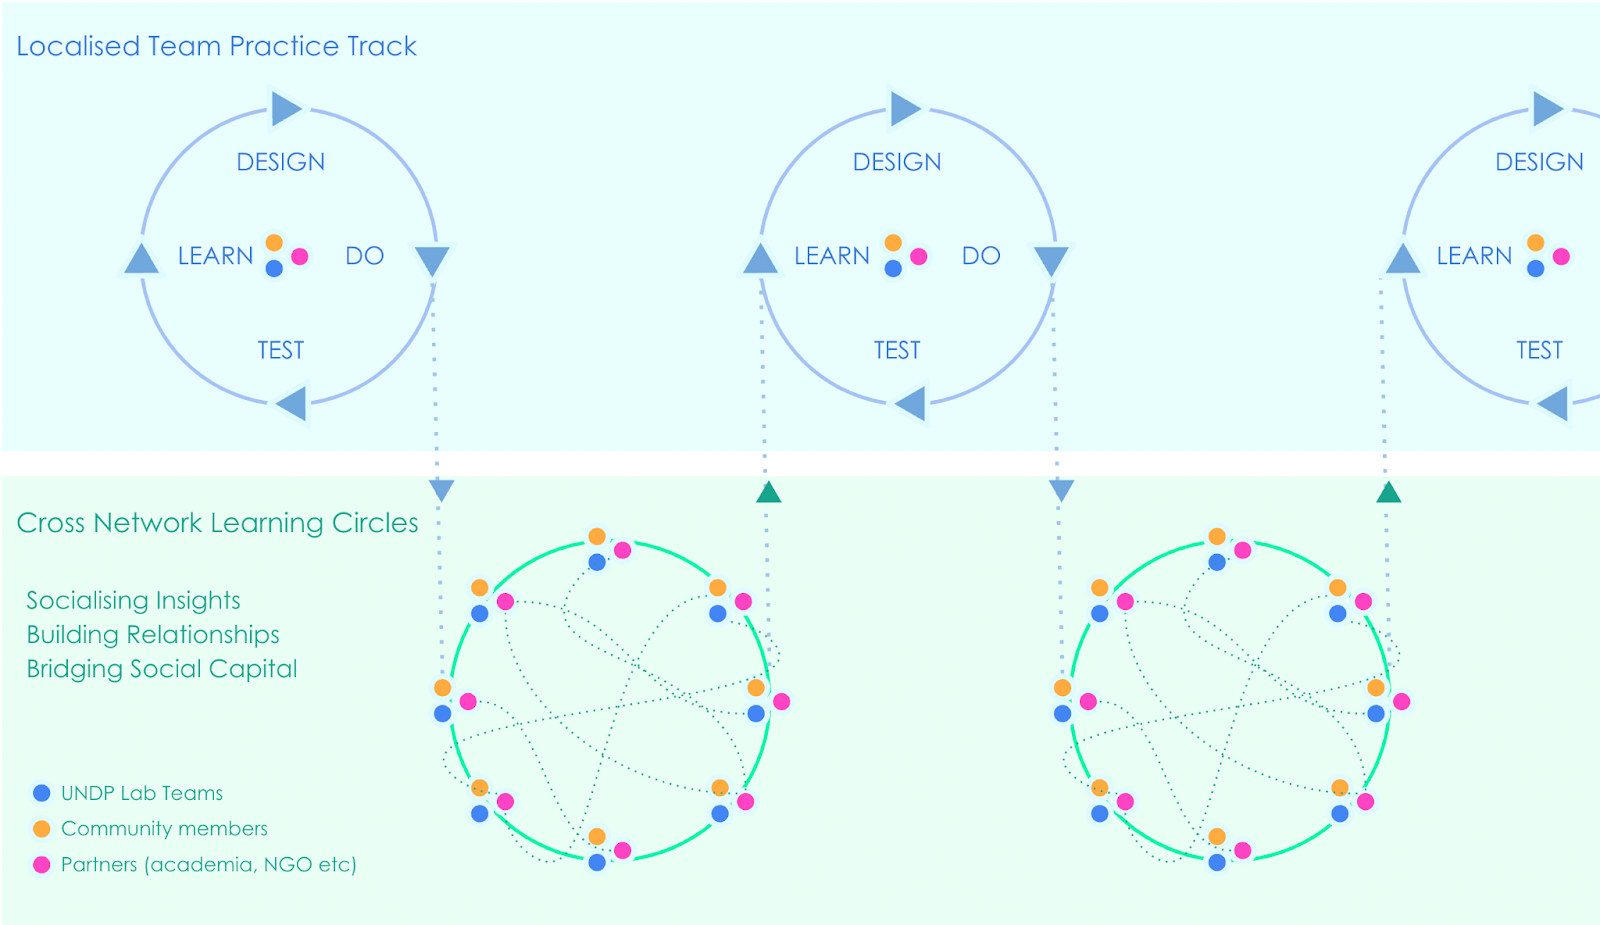 Localised Team Practice Track
DESIGN
LEARN
DO
TEST
DESIGN
LEARN
DO
TEST
DESIGN
LEARN
TEST
Cross Network Learning Circles
Socialising Insights
Building Relationships
Bridging Social Capital
UNDP Lab Teams
Community members
Partners (academia, NGO etc)